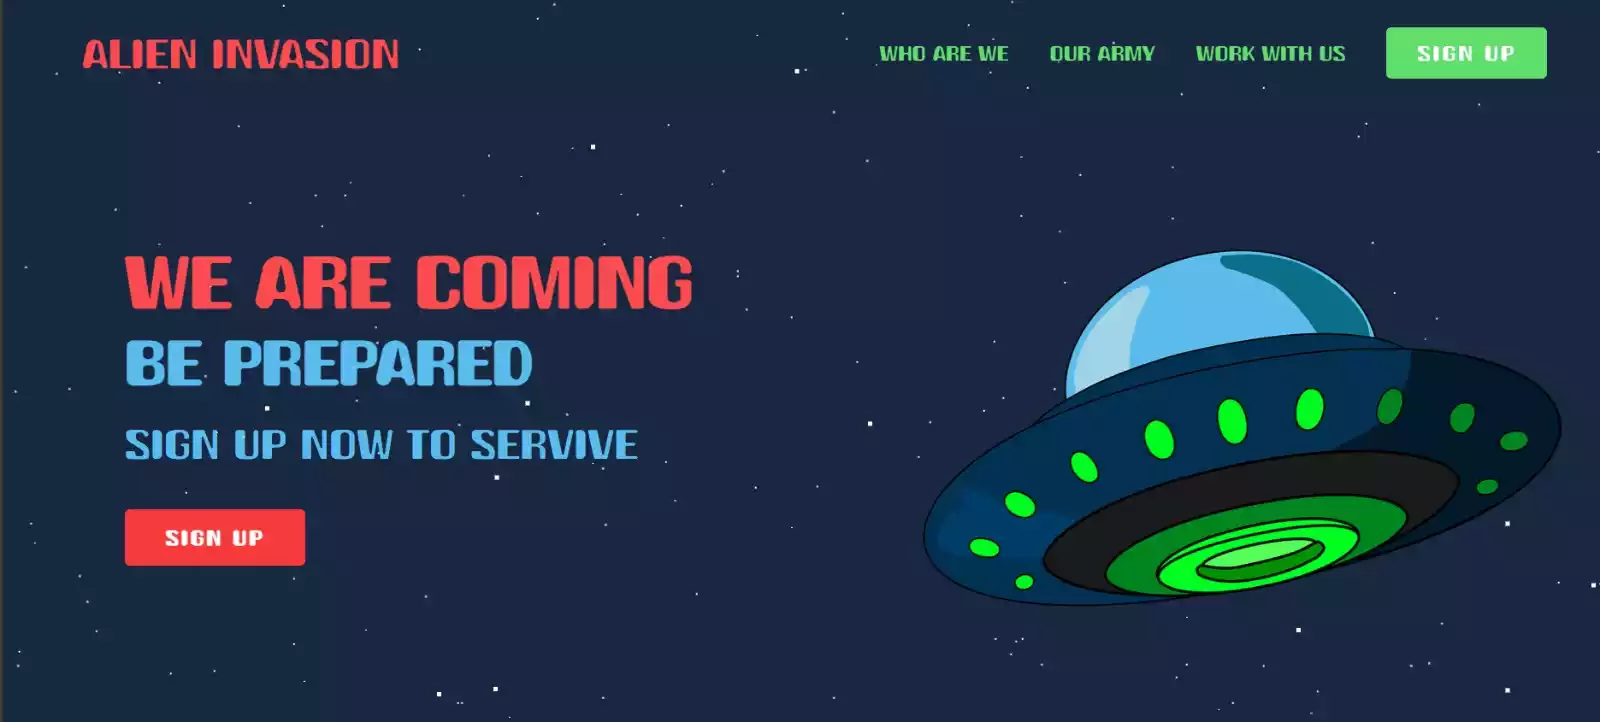 ALIEN INVASION
WHO ARE WE
OUR ARMY
WORK WITH US
SIGN UP
WE ARE COMING
BE PREPARED
SIGN UP NOW TO SERVIVE
SIGN UP